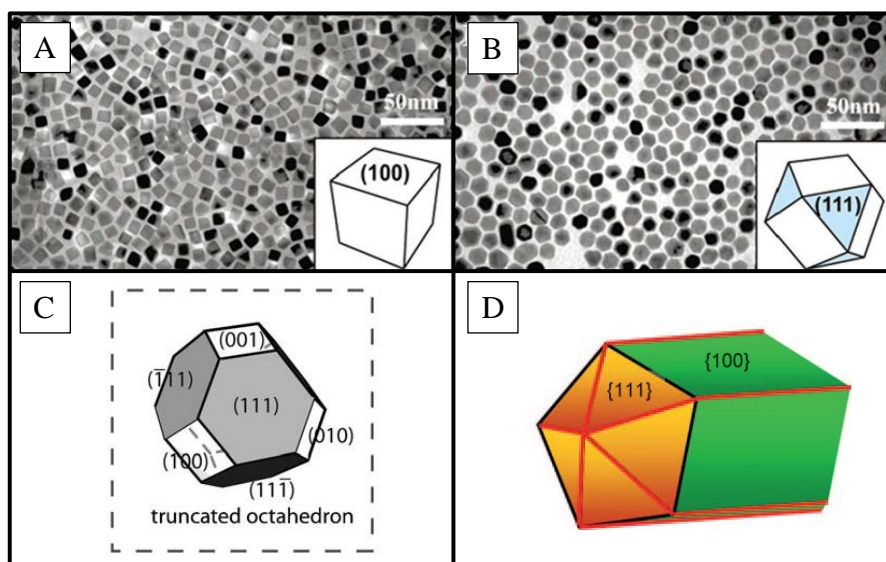 A
50nm
(100)
B
50nm
(111)
C
(001)
(1̄11)
(111)
(100)
(010)
(111̄)
truncated octahedron
D
{111}
{100}